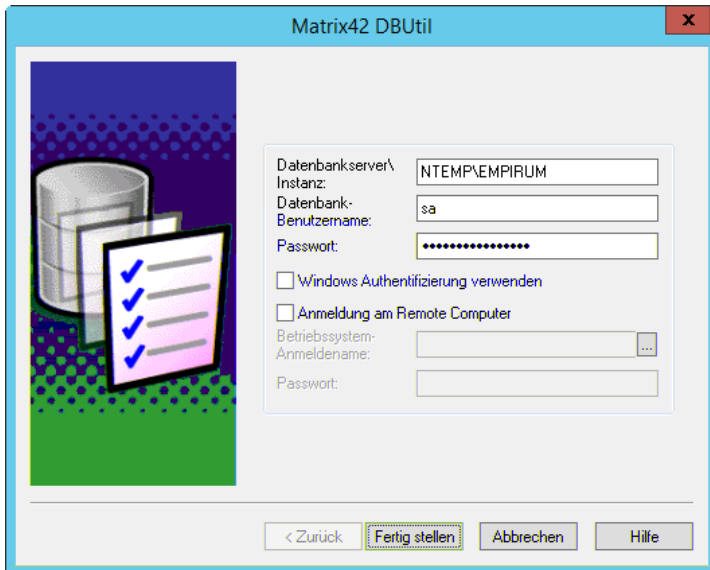 Matrix42 DBUtil
x
Datenbankserver\
Instanz:
NTEMP\EMPIRUM
Datenbank-
Benutzername:
sa
Passwort:
••••••••••••••••
Windows Authentifizierung verwenden
Anmeldung am Remote Computer
Betriebssystem-
Anmeldename:
...
Passwort:
< Zurück
Fertig stellen
Abbrechen
Hilfe